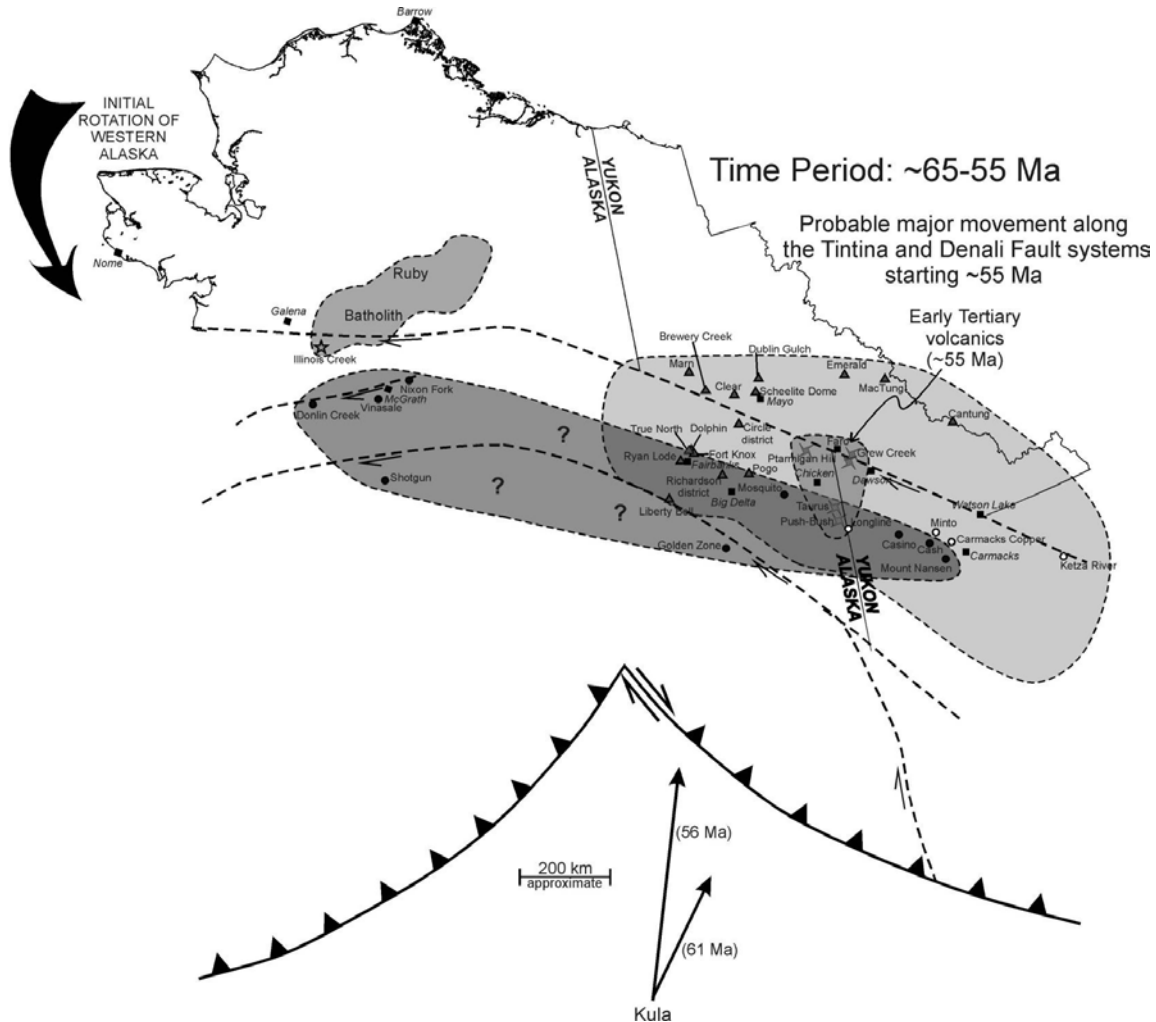 Barrow
INITIAL
ROTATION OF
WESTERN
ALASKA
YUKON
ALASKA
Time Period: ~65-55 Ma
Probable major movement along
the Tintina and Denali Fault systems
starting ~55 Ma
Nome
Ruby
Batholith
Galena
Illinois Creek
Early Tertiary
volcanics
(~55 Ma)
Brewery Creek
Dublin Gulch
Marn
Emerald
MacTung
Clear
Scheelite Dome
Mayo
Cantung
Nixon Fork
McGrath
Donlin Creek
Vinasale
Circle
district
True North
Dolphin
Faro
Grew Creek
?
Ryan Lode
Fort Knox
Fairbanks
Ptarmigan Hill
Chicken
Dawson
Pogo
Richardson
district
Mosquito
Shotgun
?
Big Delta
Taurus
Watson Lake
?
Liberty Bell
Push-Bush
Longline
Minto
Casino
Carmacks Copper
Cash
Carmacks
Golden Zone
Mount Nansen
Ketza River
YUKON
ALASKA
(56 Ma)
200 km
approximate
(61 Ma)
Kula